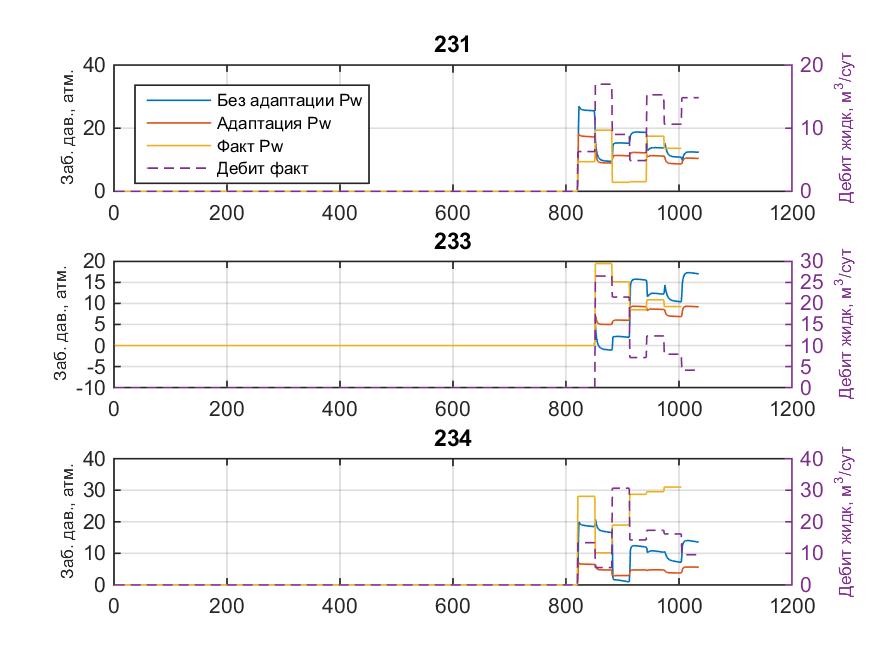 231
Заб. дав., атм.
40
20
0
Без адаптации Pw
Адаптация Pw
Факт Pw
Дебит факт
20
10
0
Дебит жидк, м³/сут
0 200 400 600 800 1000 1200
233
Заб. дав., атм.
20
15
10
5
0
-5
-10
30
25
20
15
10
5
0
Дебит жидк, м³/сут
0 200 400 600 800 1000 1200
234
Заб. дав., атм.
40
30
20
10
0
40
30
20
10
0
Дебит жидк, м³/сут
0 200 400 600 800 1000 1200